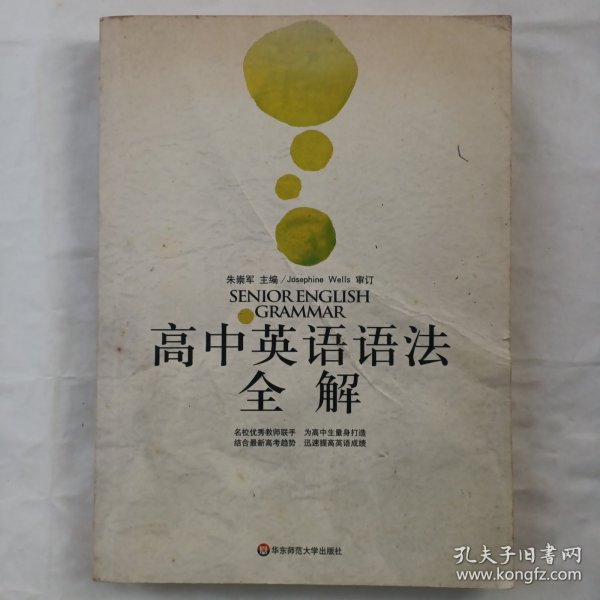 朱崇军 主编/Josephine Wells 审订
SENIOR ENGLISH
GRAMMAR
高中英语语法
全解
名校优秀教师联手 为高中生量身打造
结合最新高考趋势 迅速提高英语成绩
华东师范大学出版社
孔夫子旧书网
www.kongfz.com